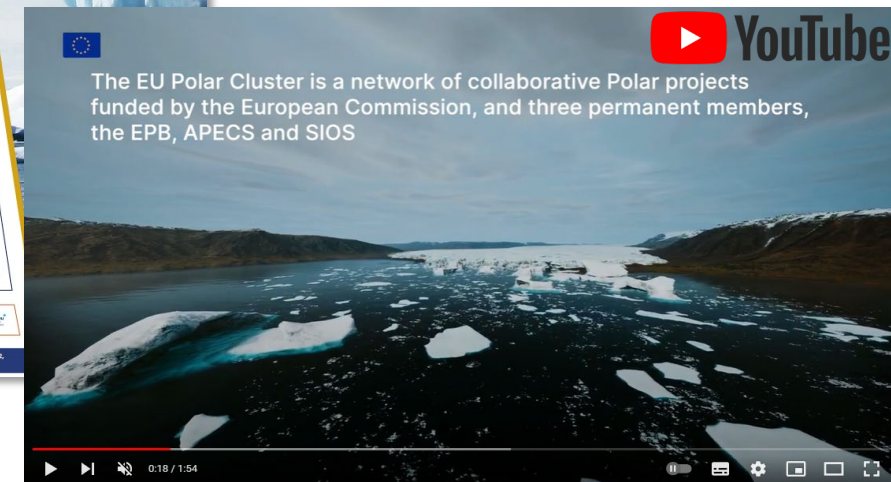 YouTube
The EU Polar Cluster is a network of collaborative Polar projects
funded by the European Commission, and three permanent members,
the EPB, APECS and SIOS
0:18 / 1:54